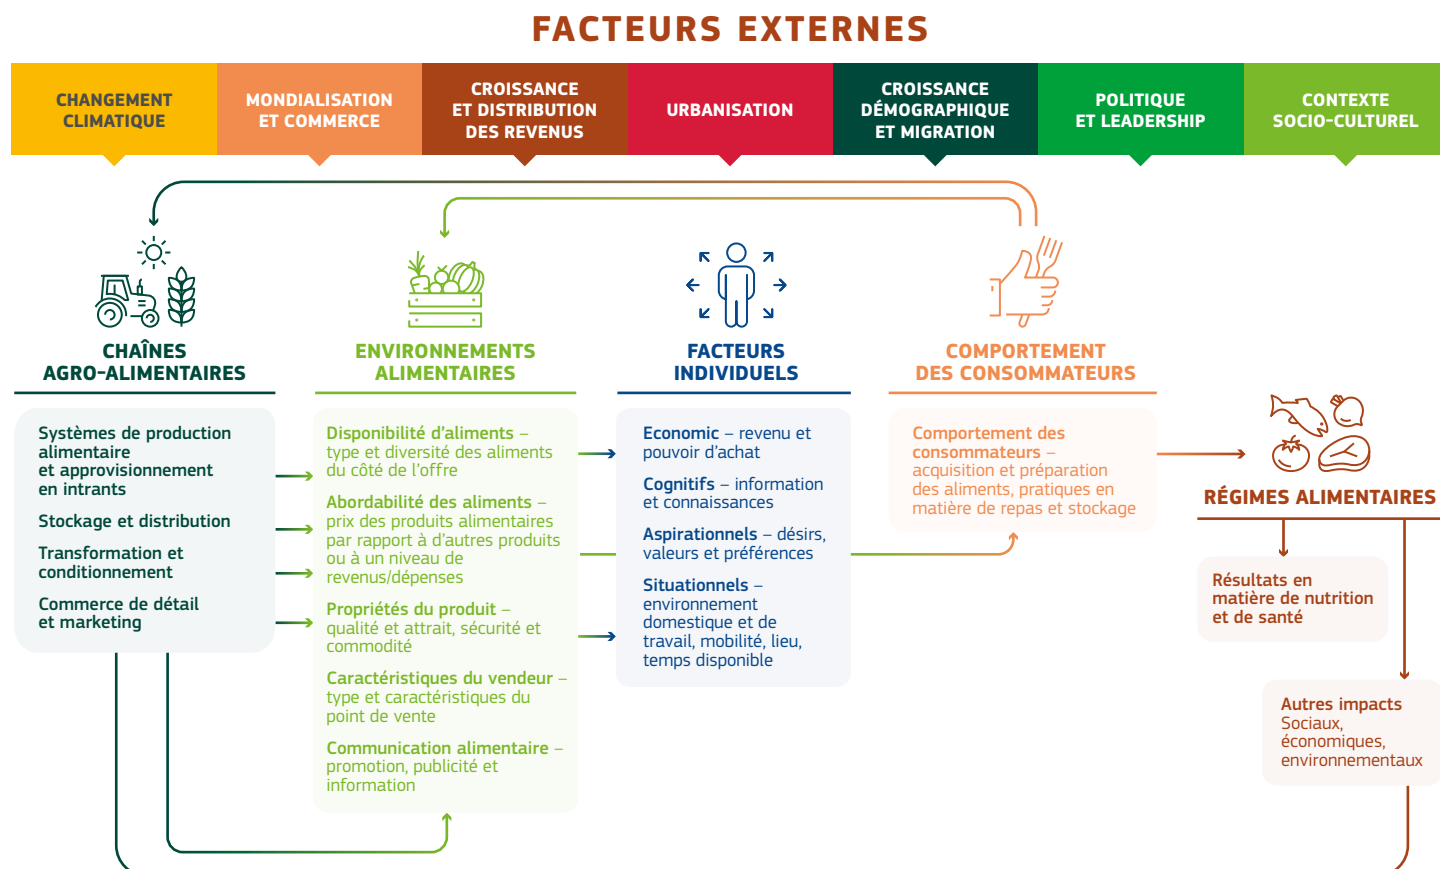 FACTEURS EXTERNES
CHANGEMENT
CLIMATIQUE
MONDIALISATION
ET COMMERCE
CROISSANCE
ET DISTRIBUTION
DES REVENUS
URBANISATION
CROISSANCE
DÉMOGRAPHIQUE
ET MIGRATION
POLITIQUE
ET LEADERSHIP
CONTEXTE
SOCIO-CULTUREL
CHAÎNES
AGRO-ALIMENTAIRES
Systèmes de production
alimentaire
et approvisionnement
en intrants
Stockage et distribution
Transformation et
conditionnement
Commerce de détail
et marketing
ENVIRONNEMENTS
ALIMENTAIRES
Disponibilité d'aliments –
type et diversité des aliments
du côté de l'offre
Abordabilité des aliments –
prix des produits alimentaires
par rapport à d'autres produits
ou à un niveau de
revenus/dépenses
Propriétés du produit –
qualité et attrait, sécurité et
commodité
Caractéristiques du vendeur –
type et caractéristiques du
point de vente
Communication alimentaire –
promotion, publicité et
information
FACTEURS
INDIVIDUELS
Economic – revenu et
pouvoir d'achat
Cognitifs – information
et connaissances
Aspirationnels – désirs,
valeurs et préférences
Situationnels –
environnement
domestique et de
travail, mobilité, lieu,
temps disponible
COMPORTEMENT
DES CONSOMMATEURS
Comportement des
consommateurs –
acquisition et préparation
des aliments, pratiques en
matière de repas et stockage
RÉGIMES ALIMENTAIRES
Résultats en
matière de nutrition
et de santé
Autres impacts
Sociaux,
économiques,
environnementaux